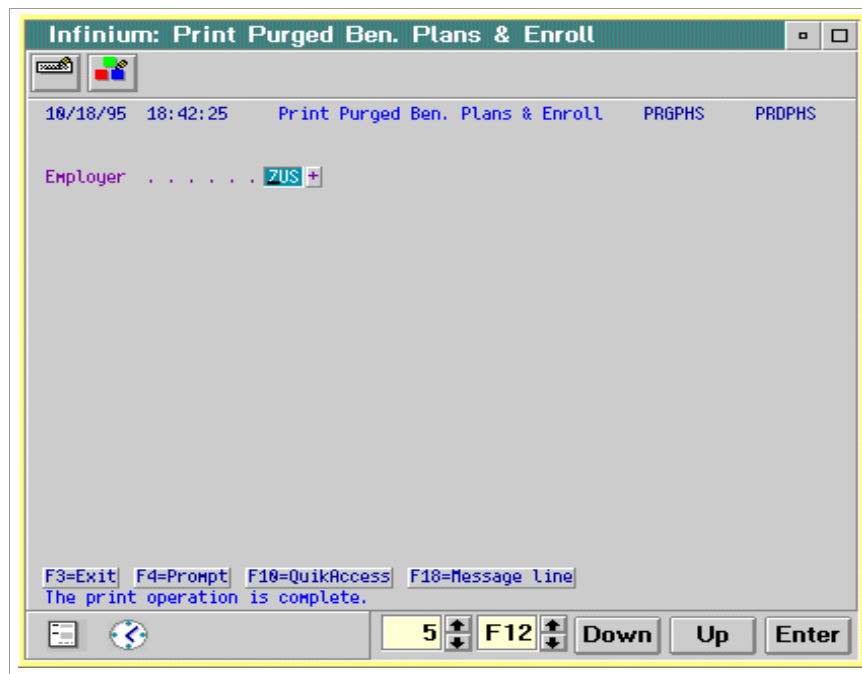 Infinium: Print Purged Ben. Plans & Enroll
10/18/95 18:42:25 Print Purged Ben. Plans & Enroll PRGPHS PRDPHS
Employer . . . . . . ZUS +
F3=Exit F4=Prompt F10=QuikAccess F18=Message line
The print operation is complete.
5 F12 Down Up Enter